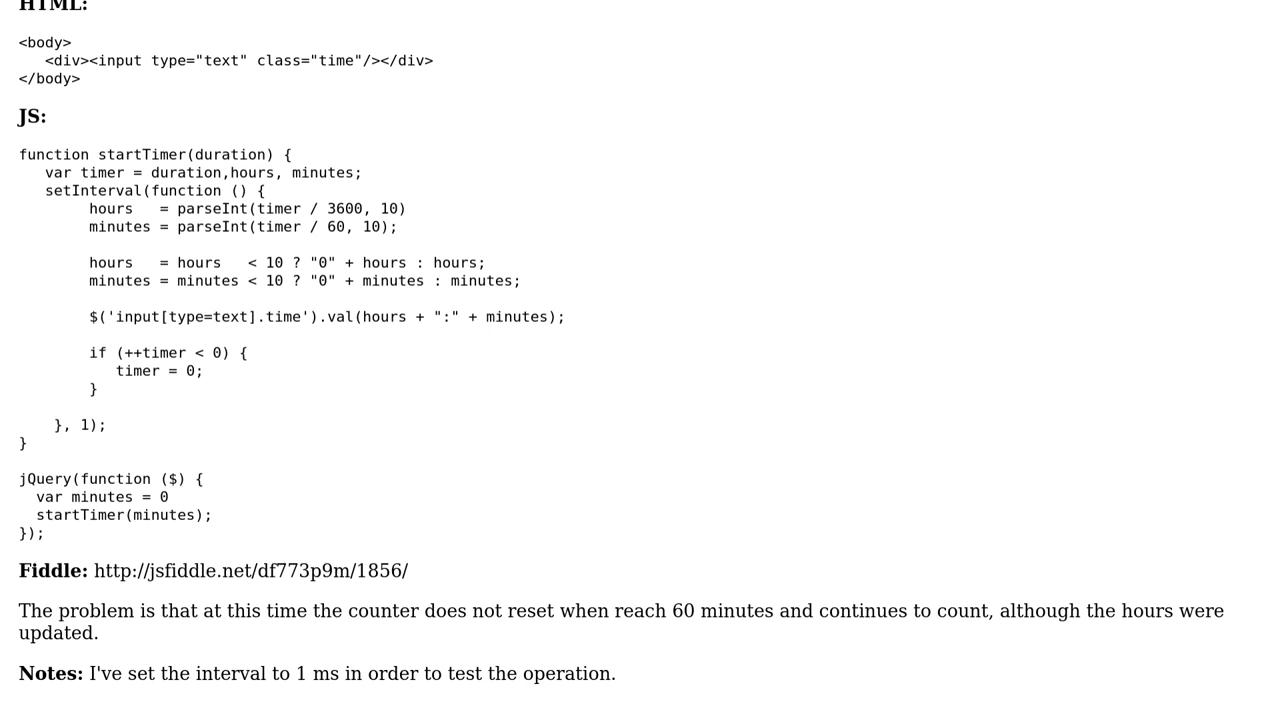 HTML:
<body>
   <div><input type="text" class="time"/></div>
</body>
JS:
function startTimer(duration) {
   var timer = duration,hours, minutes;
   setInterval(function () {
        hours   = parseInt(timer / 3600, 10)
        minutes = parseInt(timer / 60, 10);
        hours   = hours   < 10 ? "0" + hours : hours;
        minutes = minutes < 10 ? "0" + minutes : minutes;
        $('input[type=text].time').val(hours + ":" + minutes);
        if (++timer < 0) {
           timer = 0;
        }
    }, 1);
}
jQuery(function ($) {
  var minutes = 0
  startTimer(minutes);
});
Fiddle: http://jsfiddle.net/df773p9m/1856/
The problem is that at this time the counter does not reset when reach 60 minutes and continues to count, although the hours were
updated.
Notes: I've set the interval to 1 ms in order to test the operation.